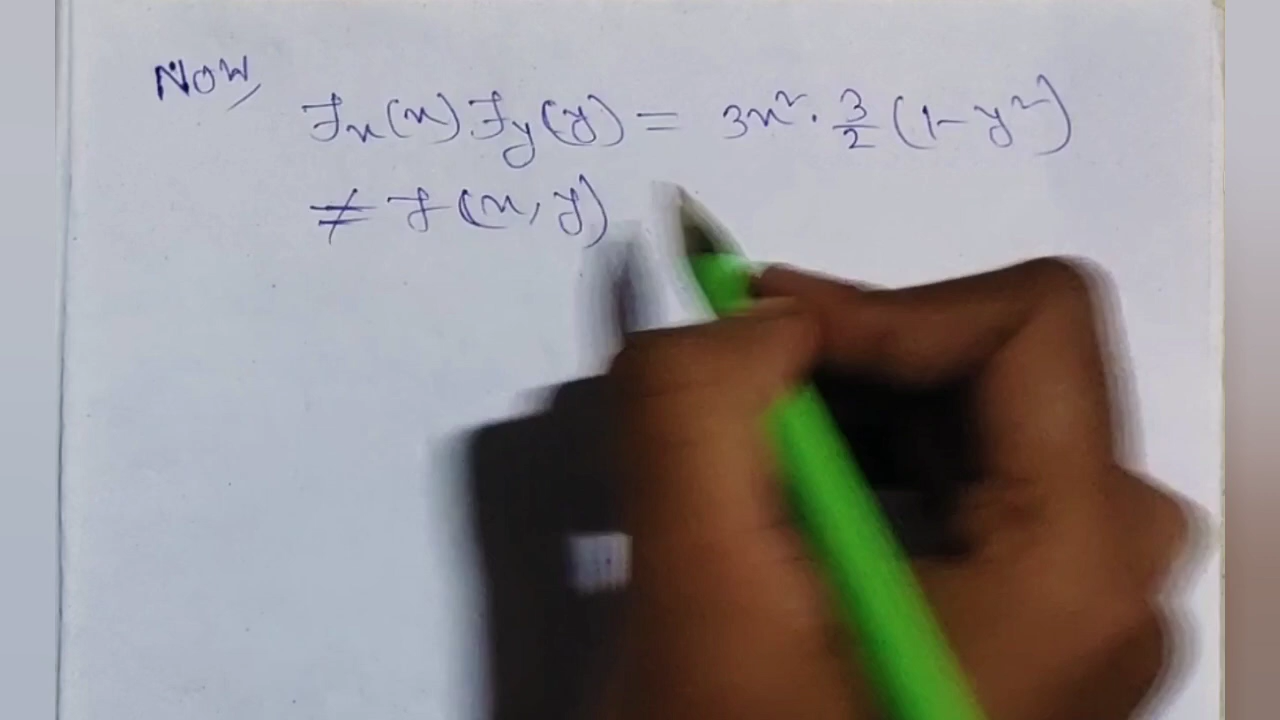 Now,
fx(x) fy(y) = 3x². 3/2 (1-y²)
≠ f(x,y)